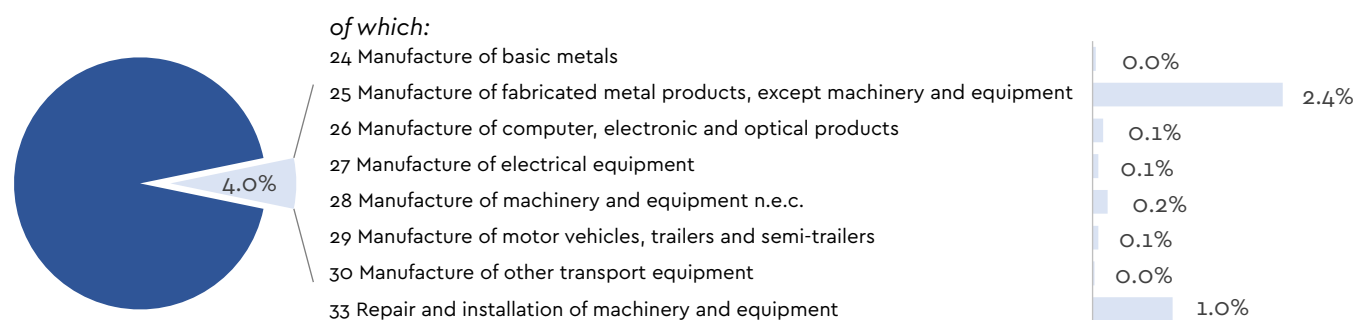 of which:
24 Manufacture of basic metals 0.0%
25 Manufacture of fabricated metal products, except machinery and equipment 2.4%
26 Manufacture of computer, electronic and optical products 0.1%
27 Manufacture of electrical equipment 0.1%
4.0%
28 Manufacture of machinery and equipment n.e.c. 0.2%
29 Manufacture of motor vehicles, trailers and semi-trailers 0.1%
30 Manufacture of other transport equipment 0.0%
33 Repair and installation of machinery and equipment 1.0%